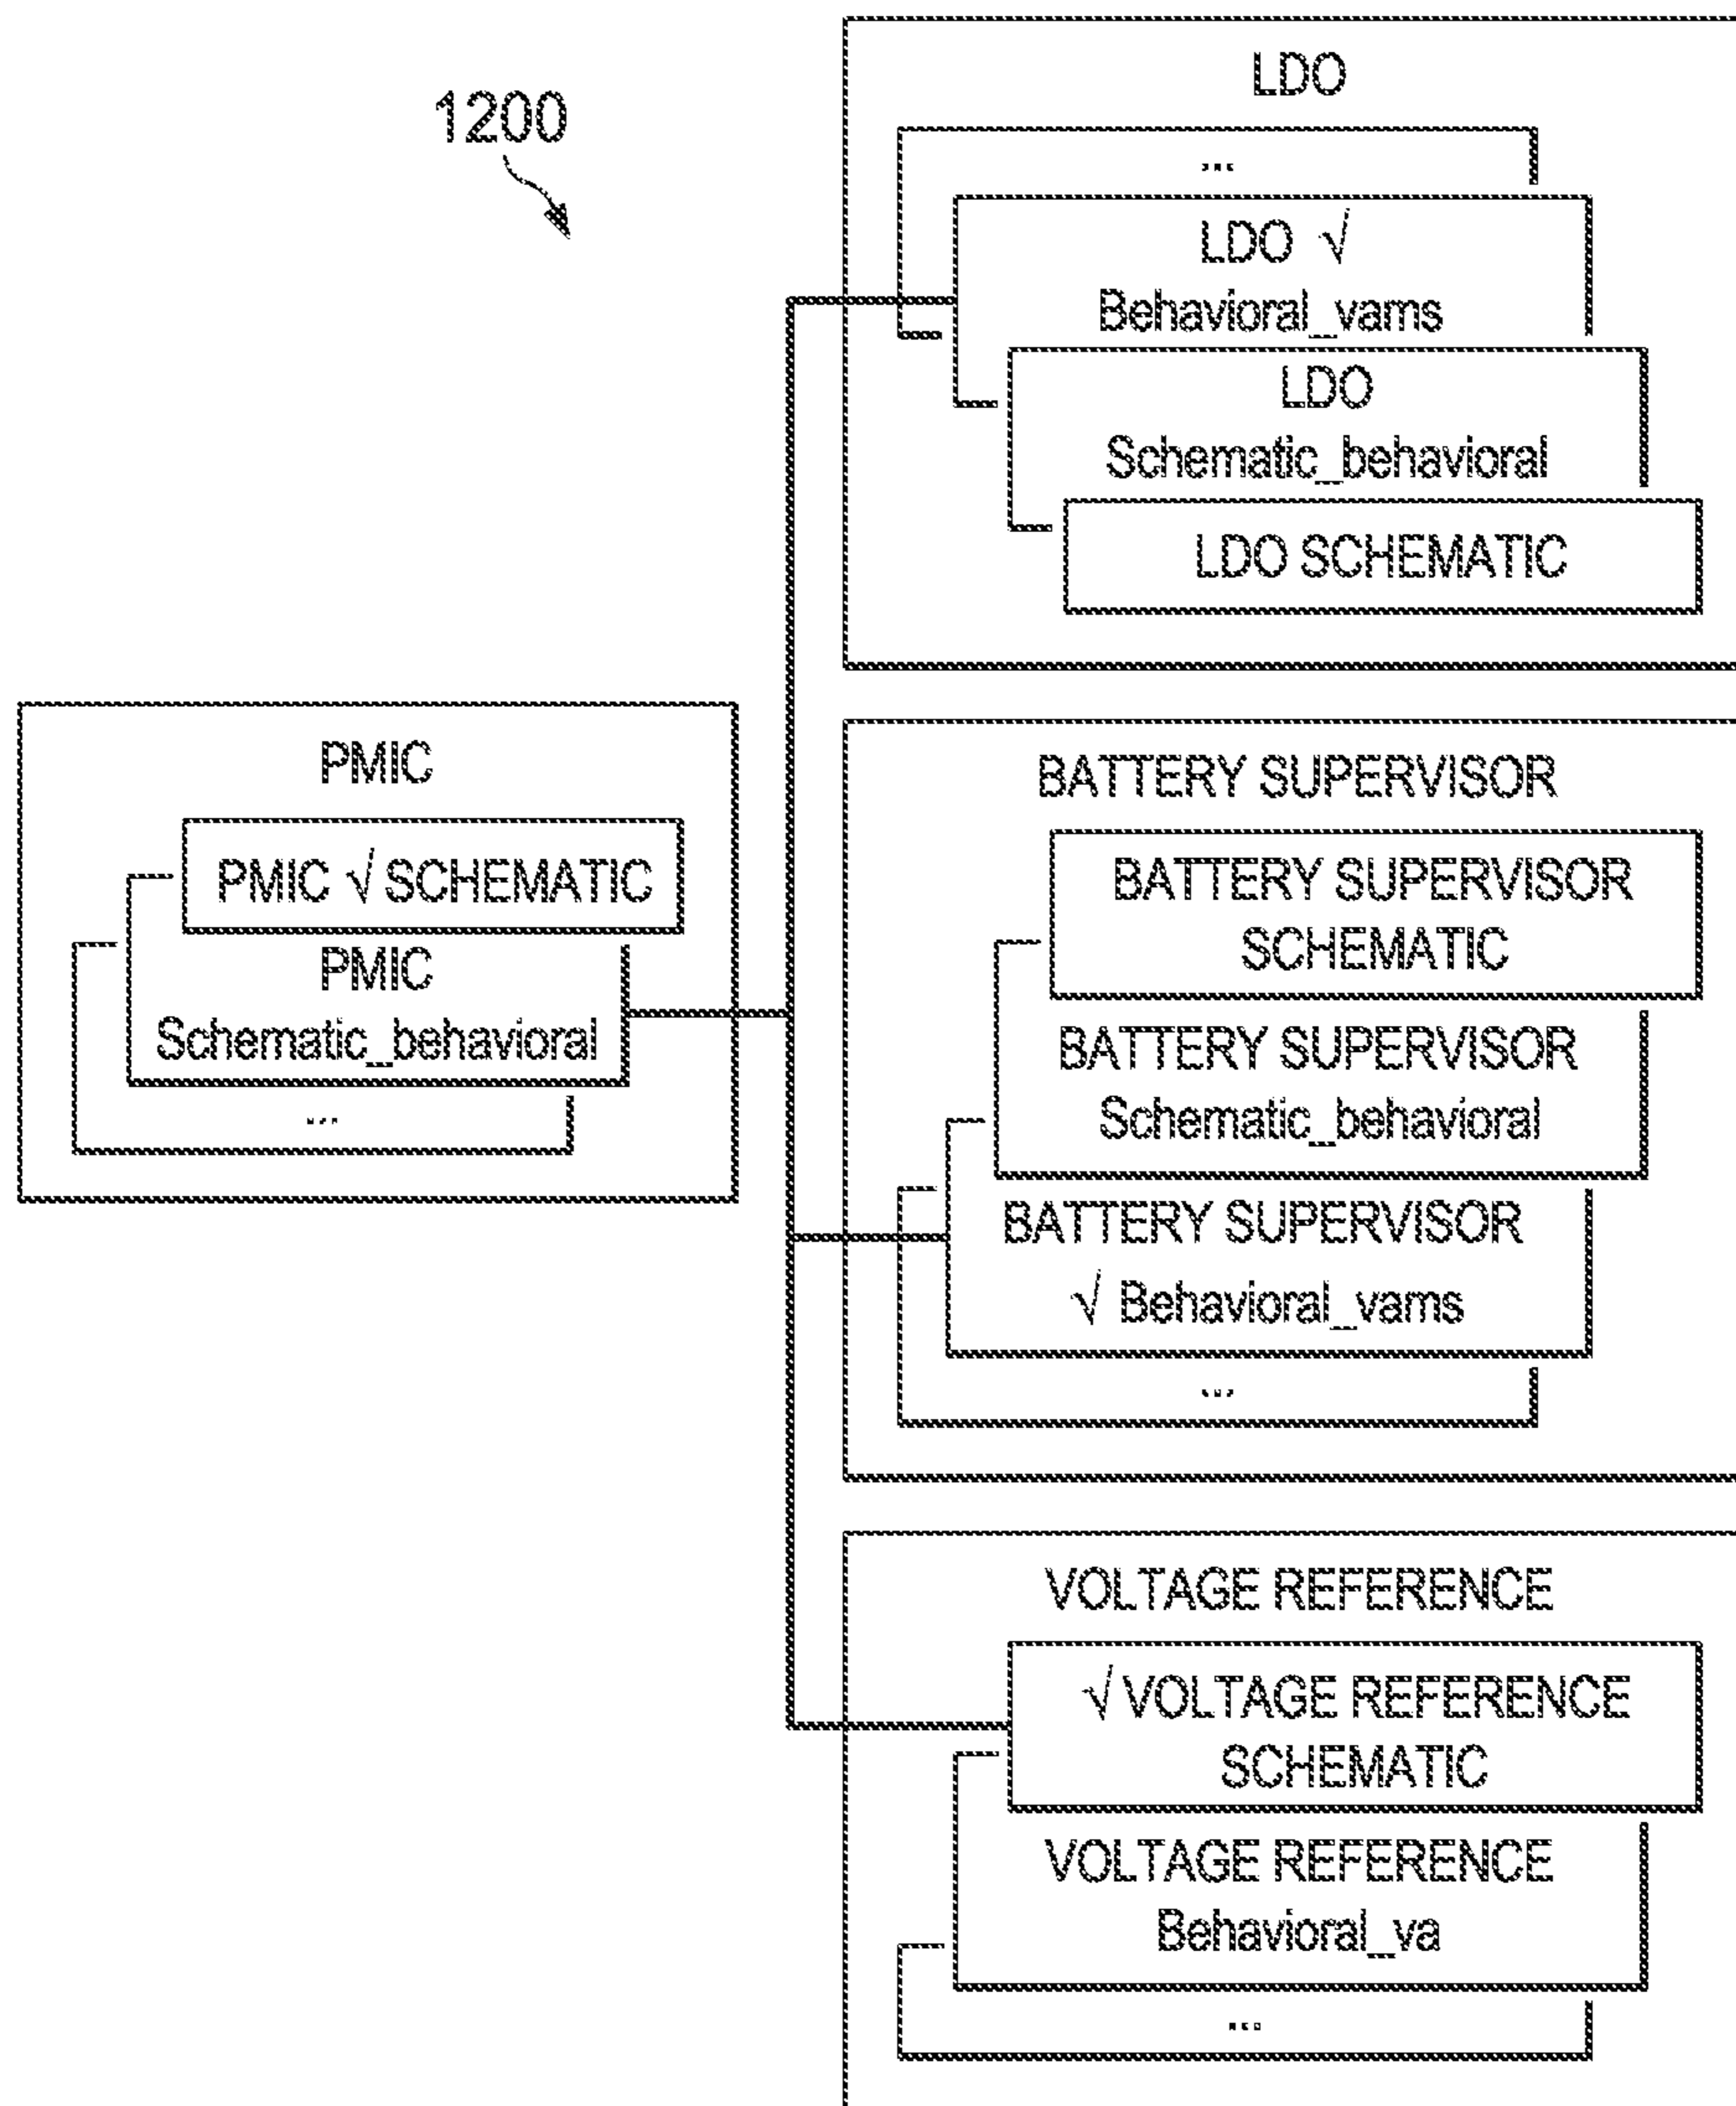 1200
LDO
...
LDO √
Behavioral_vams
LDO
Schematic_behavioral
LDO SCHEMATIC
PMIC
PMIC √ SCHEMATIC
PMIC
Schematic_behavioral
...
BATTERY SUPERVISOR
BATTERY SUPERVISOR
SCHEMATIC
BATTERY SUPERVISOR
Schematic_behavioral
BATTERY SUPERVISOR
√ Behavioral_vams
...
VOLTAGE REFERENCE
√ VOLTAGE REFERENCE
SCHEMATIC
VOLTAGE REFERENCE
Behavioral_va
...